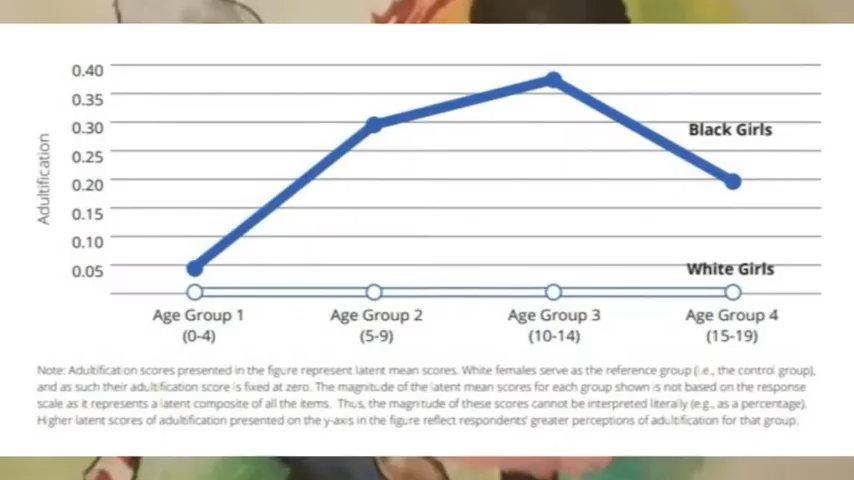 0.40
0.35
0.30
0.25
0.20
0.15
0.10
0.05
Adultification
Black Girls
White Girls
Age Group 1 Age Group 2 Age Group 3 Age Group 4
(0-4) (5-9) (10-14) (15-19)
Note: Adultification scores presented in the figure represent latent mean scores. White females serve as the reference group (i.e., the control group),
and as such their adultification score is fixed at zero. The magnitude of the latent mean scores for each group shown is not based on the response
scale as it represents a latent composite of all the items. Thus, the magnitude of these scores cannot be interpreted literally (e.g., as a percentage).
Higher latent scores of adultification presented on the y-axis in the figure reflect respondents' greater perceptions of adultification for that group.